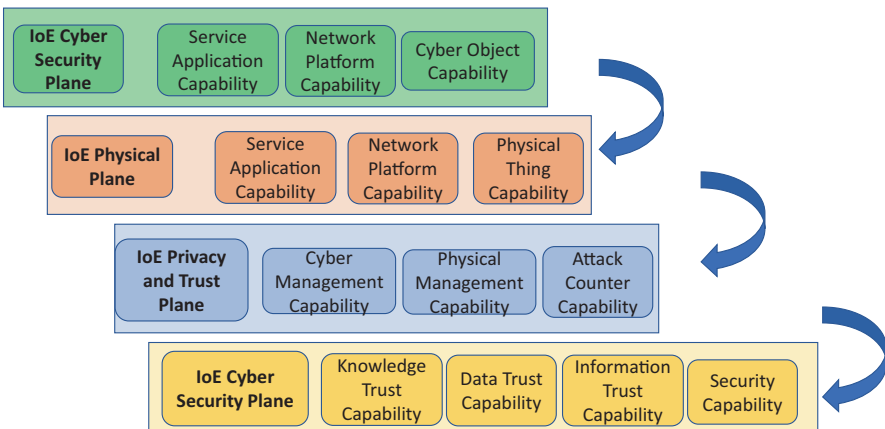 IoE Cyber
Security
Plane
Service
Application
Capability
Network
Platform
Capability
Cyber Object
Capability
IoE Physical
Plane
Service
Application
Capability
Network
Platform
Capability
Physical
Thing
Capability
IoE Privacy
and Trust
Plane
Cyber
Management
Capability
Physical
Management
Capability
Attack
Counter
Capability
IoE Cyber
Security Plane
Knowledge
Trust
Capability
Data Trust
Capability
Information
Trust
Capability
Security
Capability